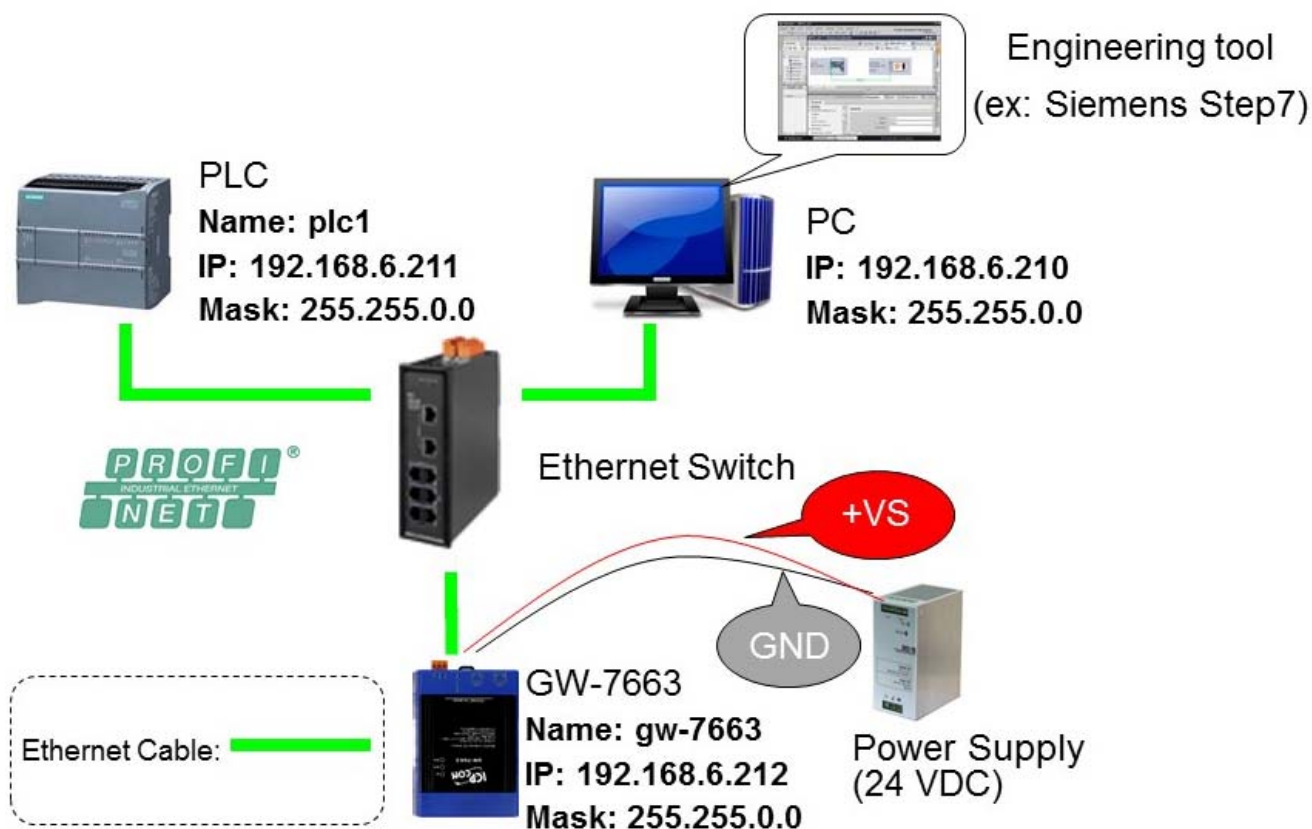 Engineering tool
(ex: Siemens Step7)
PLC
Name: plc1
IP: 192.168.6.211
Mask: 255.255.0.0
PC
IP: 192.168.6.210
Mask: 255.255.0.0
PROFI®
INDUSTRIAL ETHERNET
NET
Ethernet Switch
+VS
GND
GW-7663
Name: gw-7663
IP: 192.168.6.212
Mask: 255.255.0.0
Power Supply
(24 VDC)
Ethernet Cable:
ICP CON